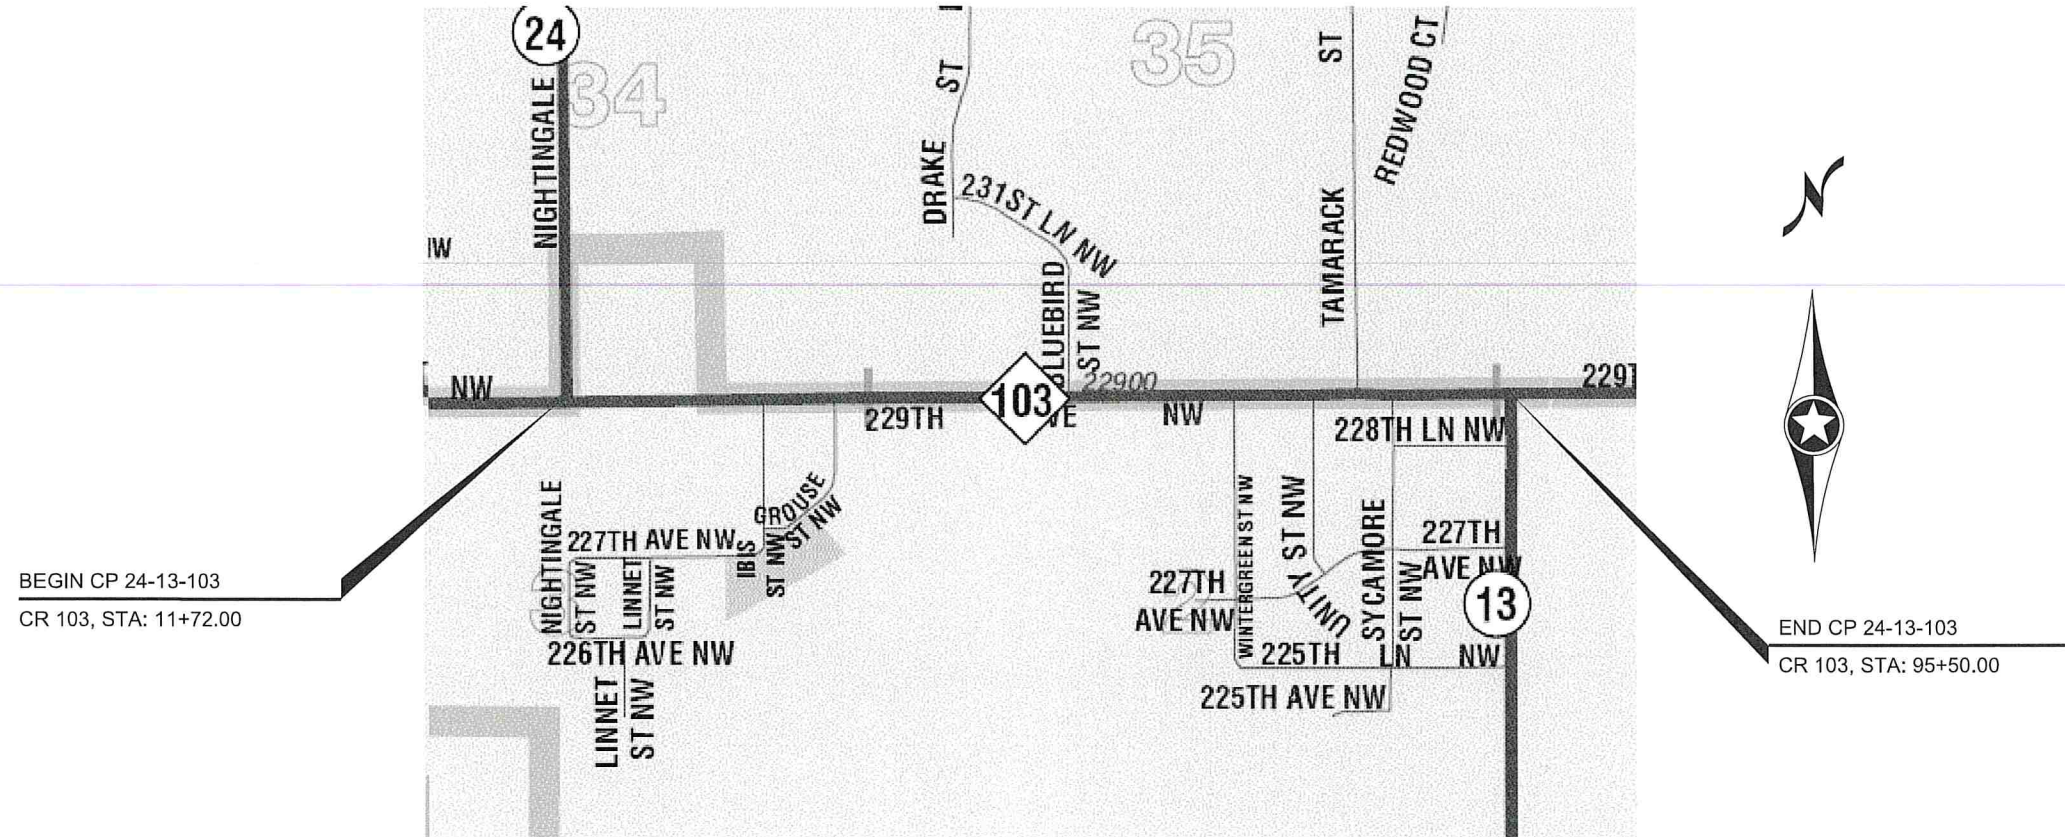 24
34
35
NIGHTINGALE
DRAKE ST
TAMARACK ST
REDWOOD CT
231ST LN NW
BLUEBIRD
ST NW
NW
103
22900
229TH NW
228TH LN NW
NIGHTINGALE
ST NW
227TH AVE NW
LINNET
ST NW
IBIS
ST NW
GROUSE
ST NW
226TH AVE NW
LINNET
ST NW
WINTERGREEN ST NW
UNITY ST NW
UNITY
SYCAMORE
ST NW
227TH
AVE NW
227TH
AVE NW
13
225TH LN NW
225TH AVE NW
N
BEGIN CP 24-13-103
CR 103, STA: 11+72.00
END CP 24-13-103
CR 103, STA: 95+50.00